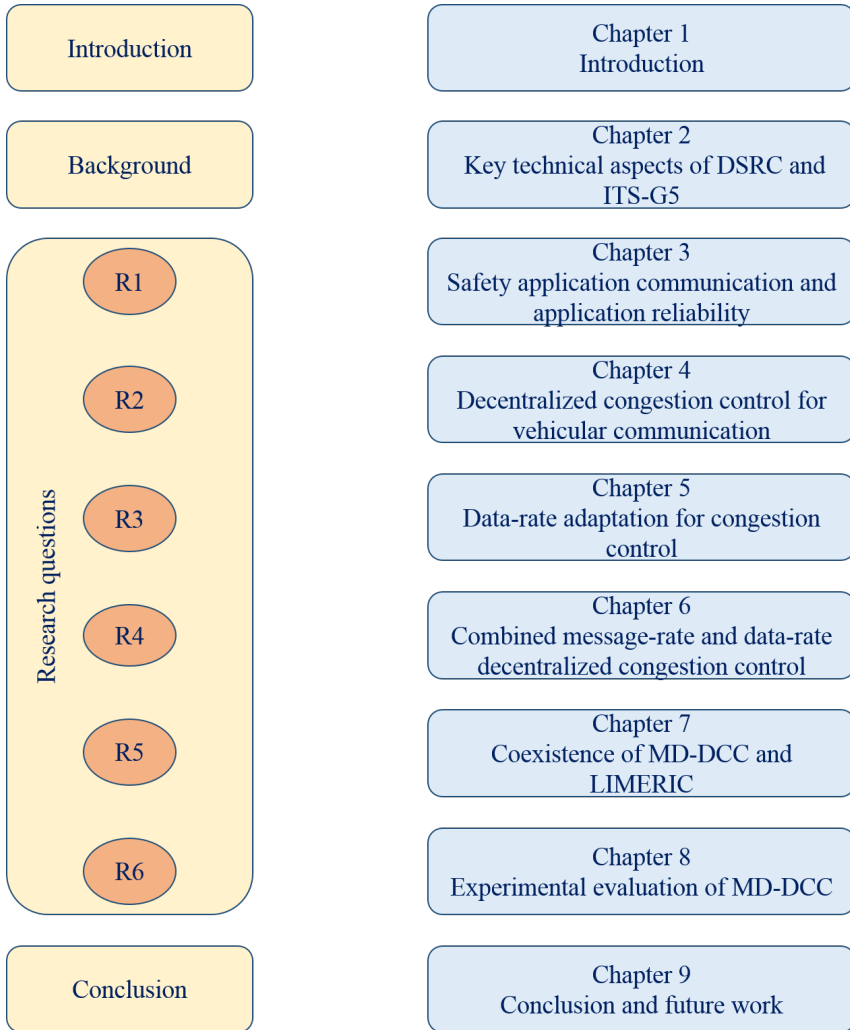 Introduction
Chapter 1
Introduction
Background
Chapter 2
Key technical aspects of DSRC and
ITS-G5
Research questions
R1
Chapter 3
Safety application communication and
application reliability
R2
Chapter 4
Decentralized congestion control for
vehicular communication
R3
Chapter 5
Data-rate adaptation for congestion
control
R4
Chapter 6
Combined message-rate and data-rate
decentralized congestion control
R5
Chapter 7
Coexistence of MD-DCC and
LIMERIC
R6
Chapter 8
Experimental evaluation of MD-DCC
Conclusion
Chapter 9
Conclusion and future work